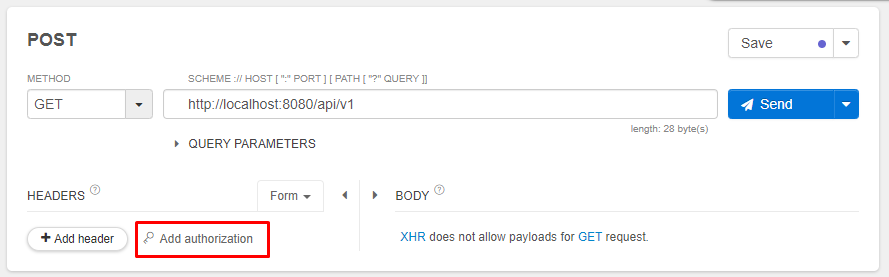 POST
Save
METHOD
SCHEME :// HOST [ ":" PORT ] [ PATH [ "?" QUERY ]]
GET
http://localhost:8080/api/v1
Send
length: 28 byte(s)
QUERY PARAMETERS
HEADERS ?
Form
BODY ?
Add header
Add authorization
XHR does not allow payloads for GET request.